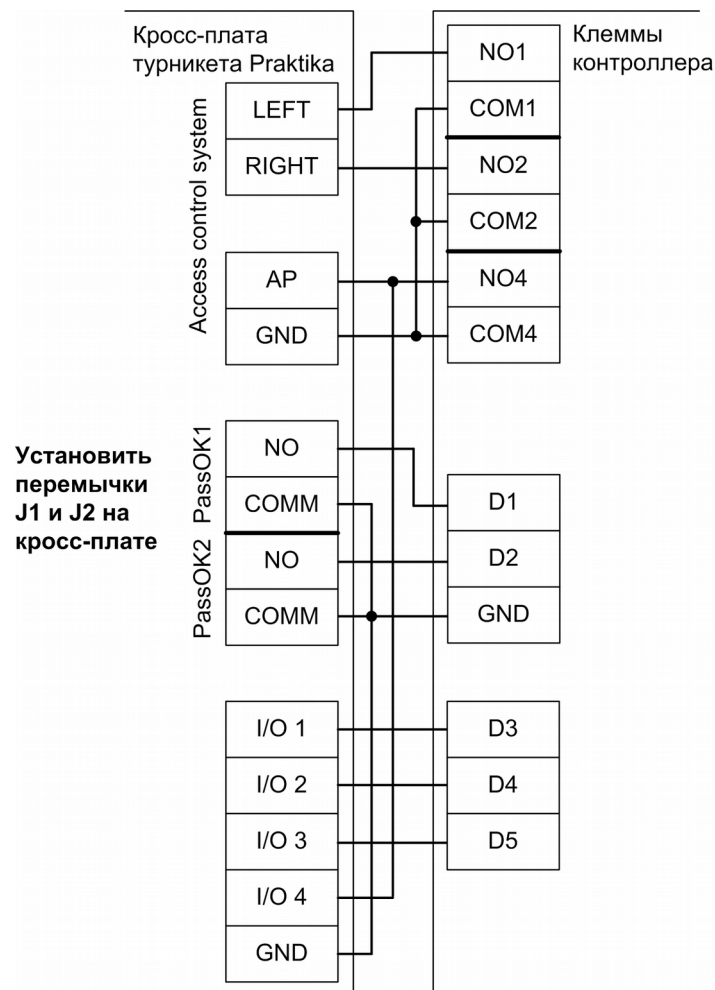 Кросс-плата
турникета Praktika
Клеммы
контроллера
Access control system
LEFT
RIGHT
AP
GND
NO1
COM1
NO2
COM2
NO4
COM4
Установить
перемычки
J1 и J2 на
кросс-плате
PassOK1
NO
COMM
PassOK2
NO
COMM
D1
D2
GND
I/O 1
I/O 2
I/O 3
I/O 4
GND
D3
D4
D5